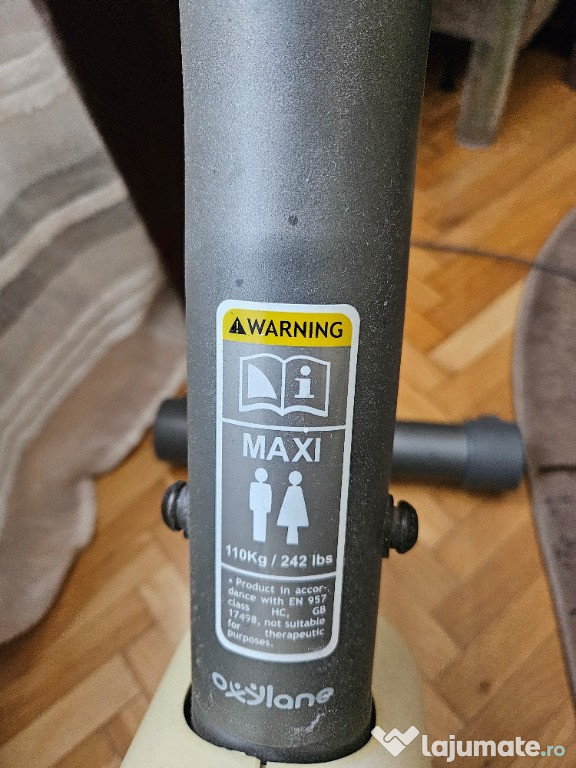 WARNING
i
MAXI
110Kg / 242 lbs
• Product in accor-
dance with EN 957
class HC, GB
17498, not suitable
for therapeutic
purposes.
oxylane
lajumate.ro